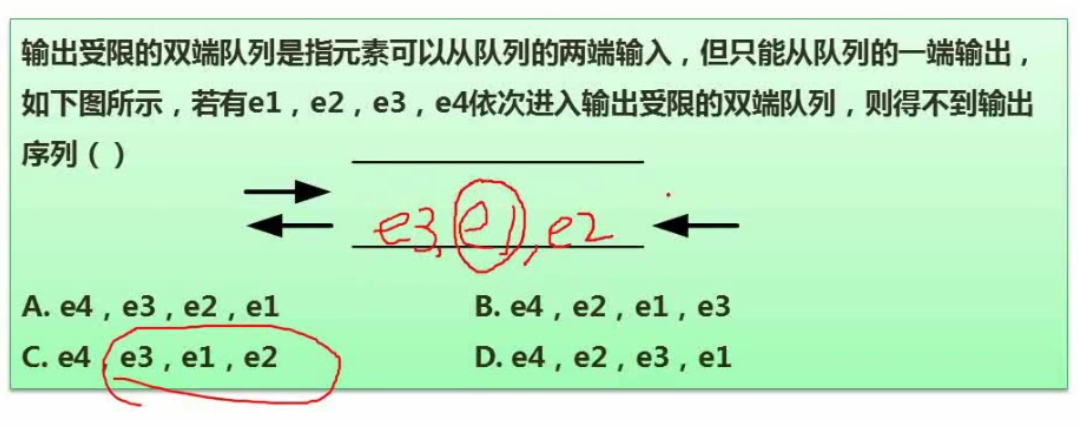 输出受限的双端队列是指元素可以从队列的两端输入，但只能从队列的一端输出，
如下图所示，若有e1，e2，e3，e4依次进入输出受限的双端队列，则得不到输出
序列（ ）
e3,e1,e2
A. e4，e3，e2，e1 B. e4，e2，e1，e3
C. e4，e3，e1，e2 D. e4，e2，e3，e1